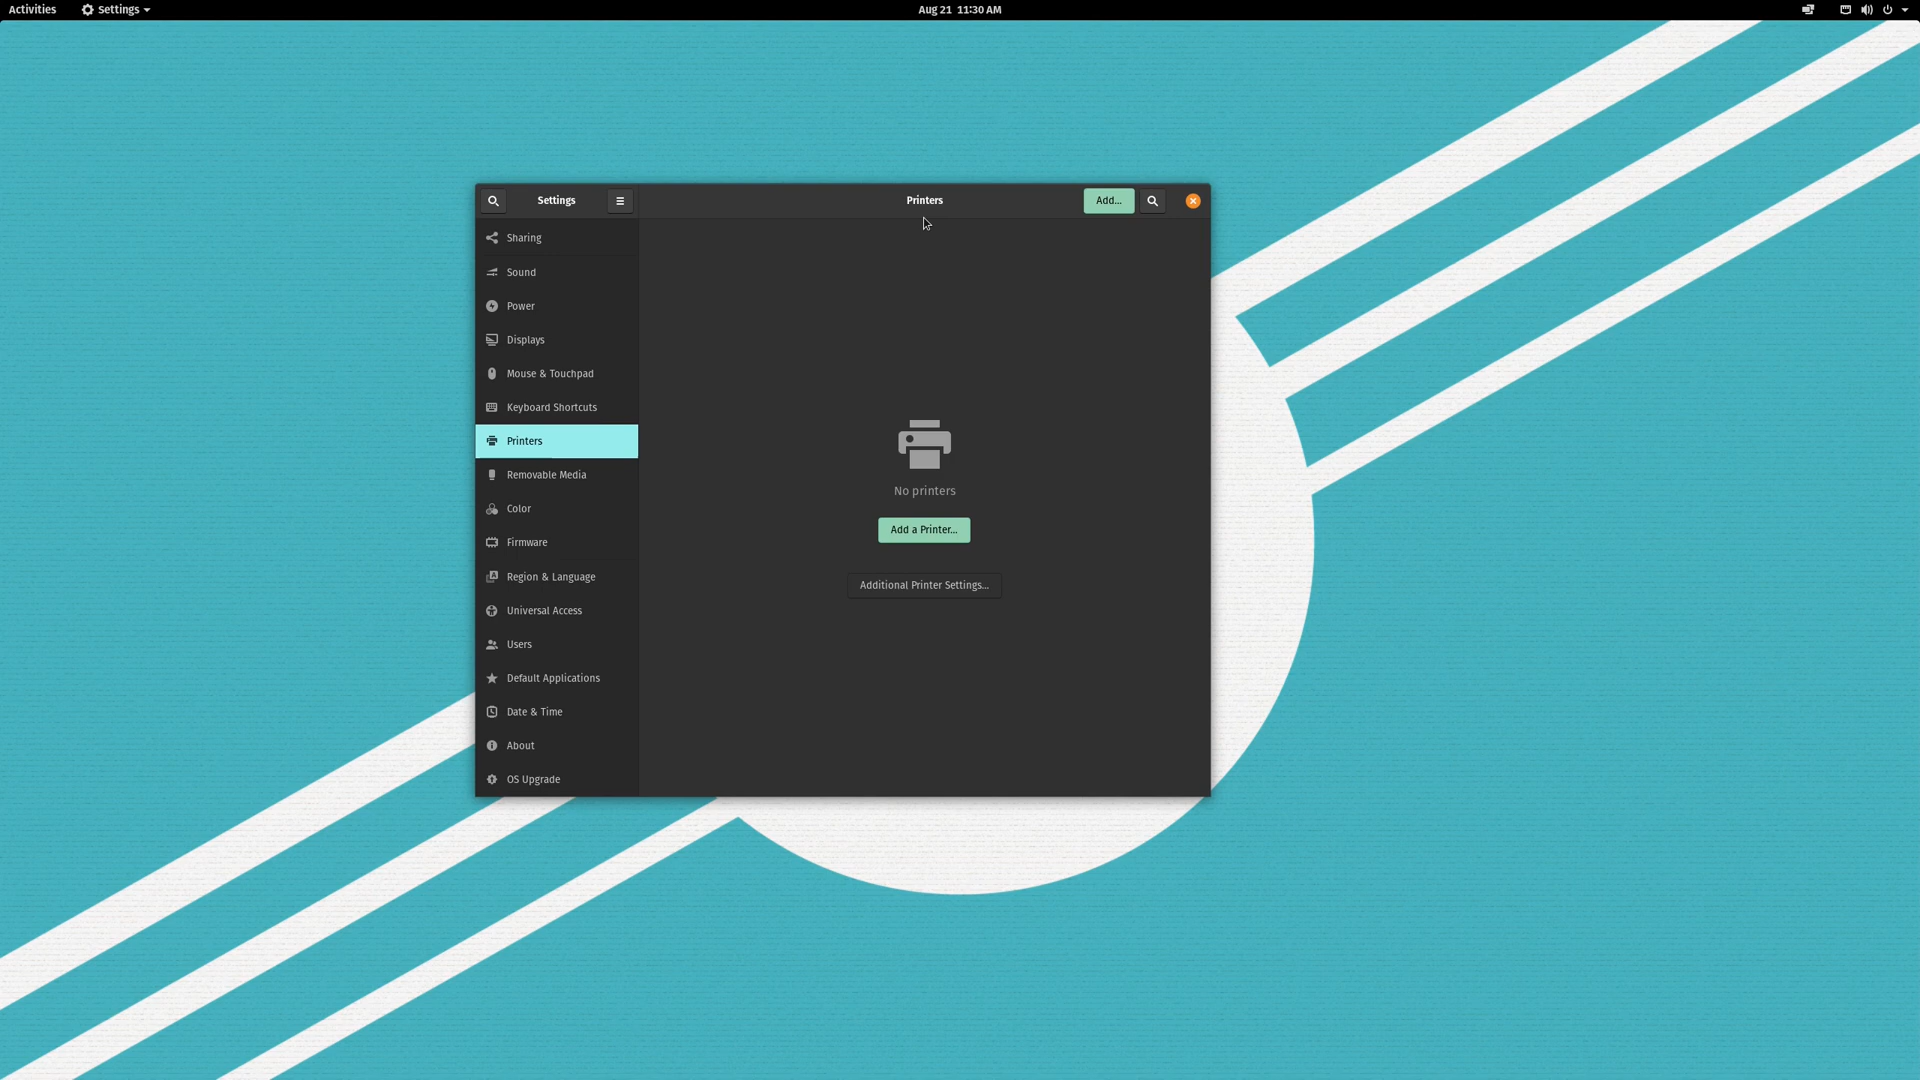 Activities
Settings
Aug 21 11:30 AM
Settings
Printers
Add...
Sharing
Sound
Power
Displays
Mouse & Touchpad
Keyboard Shortcuts
Printers
Removable Media
Color
Firmware
Region & Language
Universal Access
Users
Default Applications
Date & Time
About
OS Upgrade
No printers
Add a Printer...
Additional Printer Settings...